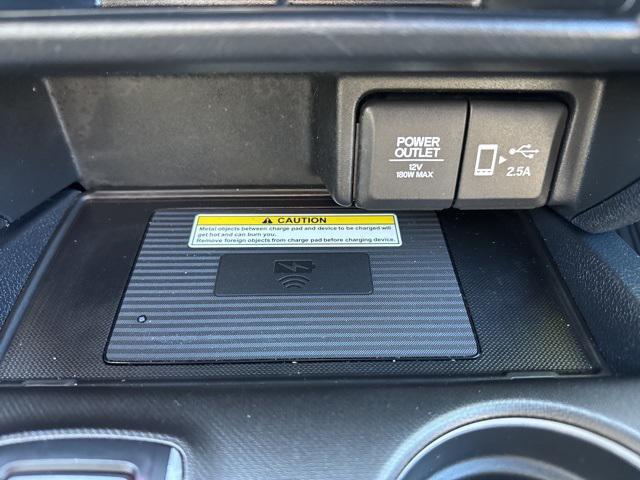 POWER
OUTLET
12V
180W MAX
2.5A
CAUTION
Metal objects between charge pad and device to be charged will
get hot and can burn you.
Remove foreign objects from charge pad before charging device.